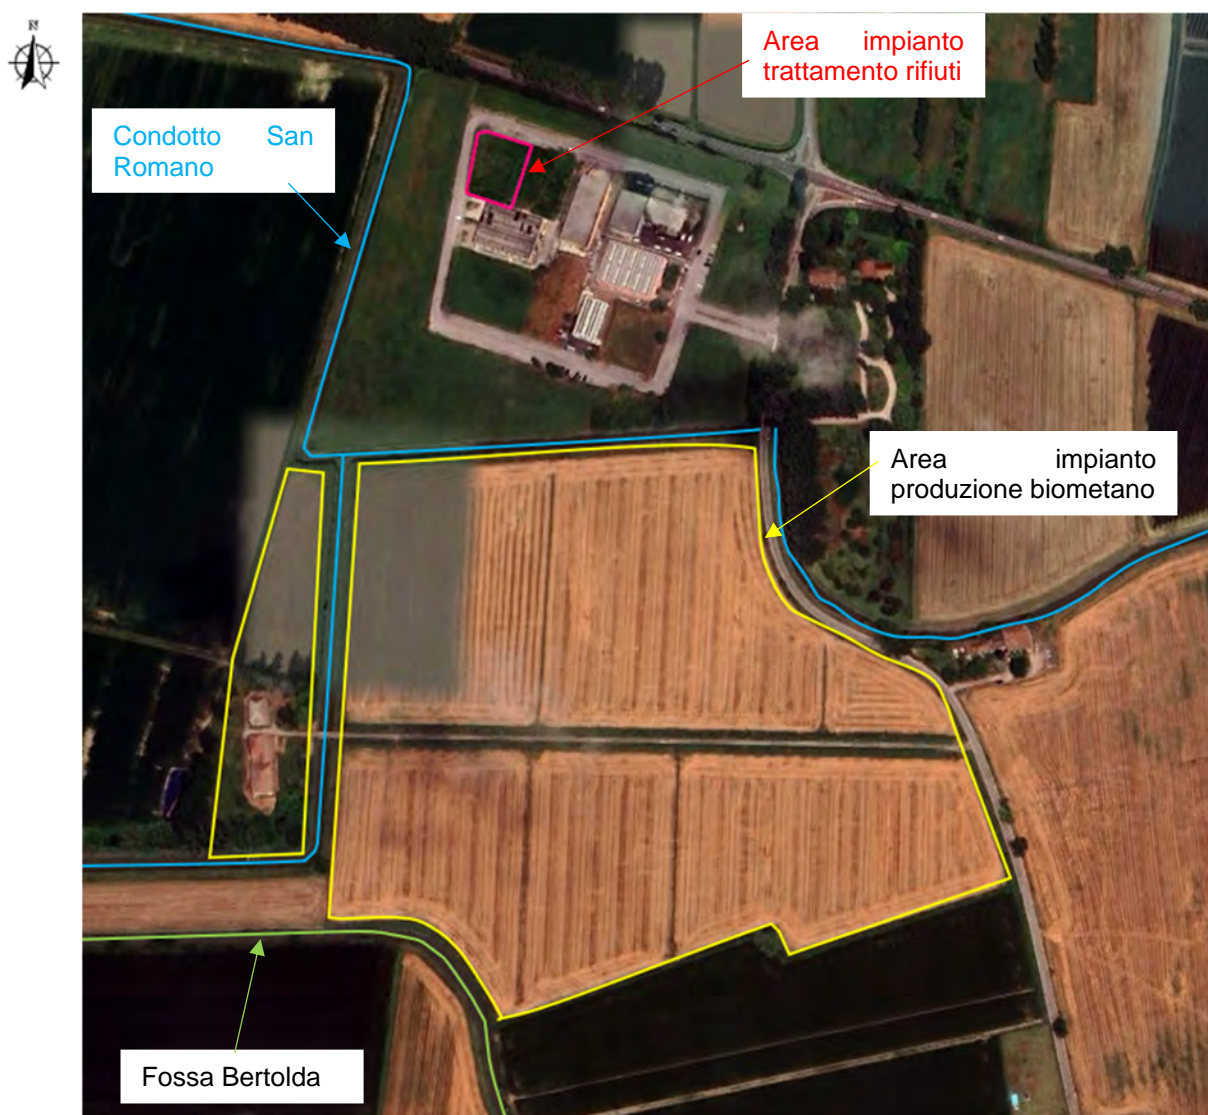 N
Area impianto
trattamento rifiuti
Condotto San
Romano
Area impianto
produzione biometano
Fossa Bertolda